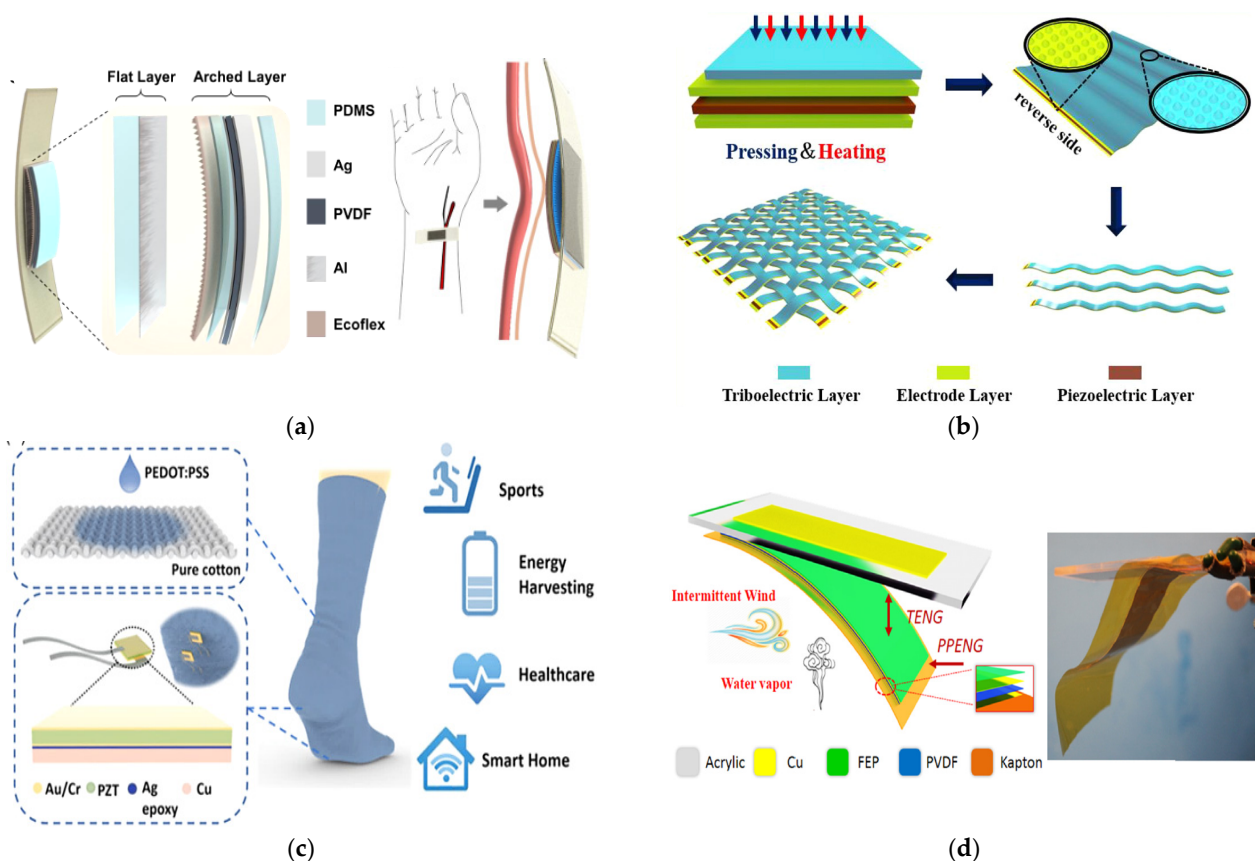 Flat Layer
Arched Layer
PDMS
Ag
PVDF
Al
Ecoflex
(a)
Pressing & Heating
reverse side
Triboelectric Layer
Electrode Layer
Piezoelectric Layer
(b)
PEDOT:PSS
Pure cotton
Au/Cr
PZT
Ag
epoxy
Cu
Sports
Energy
Harvesting
Healthcare
Smart Home
(c)
Intermittent Wind
Water vapor
TENG
PPENG
Acrylic
Cu
FEP
PVDF
Kapton
(d)